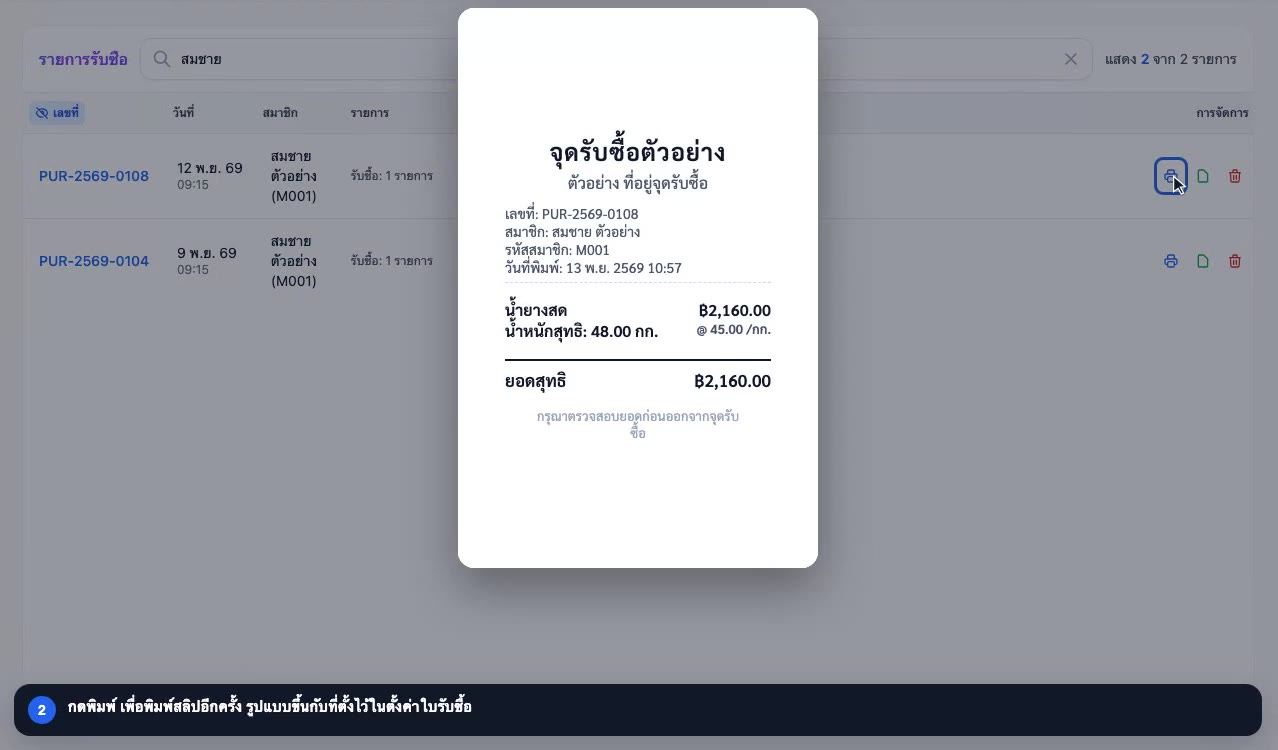 รายการรับซื้อ
สมชาย
แสดง 2 จาก 2 รายการ
เลขที่ วันที่ สมาชิก รายการ การจัดการ
PUR-2569-0108
12 พ.ย. 69
09:15
สมชาย
ตัวอย่าง
(M001)
รับซื้อ: 1 รายการ
PUR-2569-0104
9 พ.ย. 69
09:15
สมชาย
ตัวอย่าง
(M001)
รับซื้อ: 1 รายการ
จุดรับซื้อตัวอย่าง
ตัวอย่าง ที่อยู่จุดรับซื้อ
เลขที่: PUR-2569-0108
สมาชิก: สมชาย ตัวอย่าง
รหัสสมาชิก: M001
วันที่พิมพ์: 13 พ.ย. 2569 10:57
น้ำยางสด ฿2,160.00
น้ำหนักสุทธิ: 48.00 กก. @ 45.00 /กก.
ยอดสุทธิ ฿2,160.00
กรุณาตรวจสอบยอดก่อนออกจากจุดรับ
ซื้อ
2 กดพิมพ์ เพื่อพิมพ์สลิปอีกครั้ง รูปแบบขึ้นกับที่ตั้งไว้ในตั้งค่าใบรับซื้อ